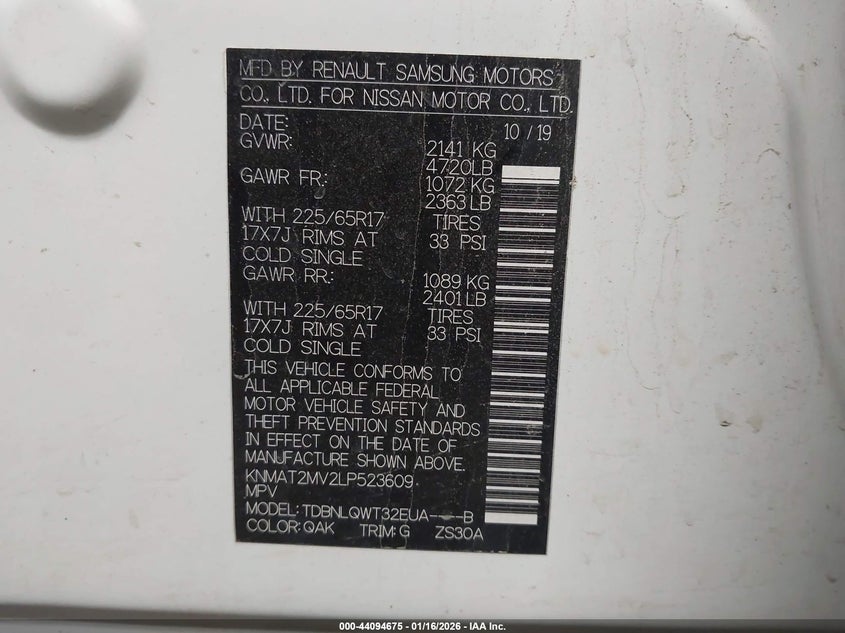 MFD BY RENAULT SAMSUNG MOTORS
CO., LTD. FOR NISSAN MOTOR CO., LTD.
DATE: 10 / 19
GVWR: 2141 KG
4720LB
GAWR FR: 1072 KG
2363 LB
WITH 225/65R17 TIRES
17X7J RIMS AT 33 PSI
COLD SINGLE
GAWR RR: 1089 KG
2401 LB
WITH 225/65R17 TIRES
17X7J RIMS AT 33 PSI
COLD SINGLE
THIS VEHICLE CONFORMS TO
ALL APPLICABLE FEDERAL
MOTOR VEHICLE SAFETY AND
THEFT PREVENTION STANDARDS
IN EFFECT ON THE DATE OF
MANUFACTURE SHOWN ABOVE.
KNMAT2MV2LP523609
MPV
MODEL: TDBNLQWT32EUA----B
COLOR: QAK TRIM: G ZS30A
000-44094675 - 01/16/2026 - IAA Inc.